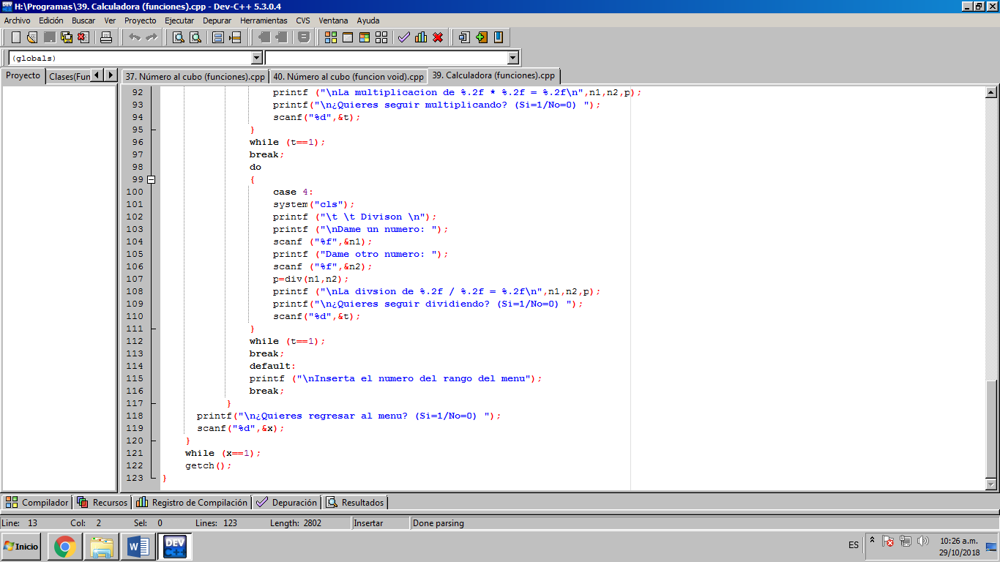 H:\Programas\39. Calculadora (funciones).cpp - Dev-C++ 5.3.0.4
Archivo Edición Buscar Ver Proyecto Ejecutar Depurar Herramientas CVS Ventana Ayuda
(globals)
Proyecto Clases(Fun 37. Número al cubo (funciones).cpp 40. Número al cubo (funcion void).cpp 39. Calculadora (funciones).cpp
92 printf ("\nLa multiplicacion de %.2f * %.2f = %.2f\n",n1,n2,p);
93 printf("\n¿Quieres seguir multiplicando? (Si=1/No=0) ");
94 scanf("%d",&t);
95 }
96 while (t==1);
97 break;
98 do
99 {
100 case 4:
101 system("cls");
102 printf ("\t \t Divison \n");
103 printf ("\nDame un numero: ");
104 scanf ("%f",&n1);
105 printf ("Dame otro numero: ");
106 scanf ("%f",&n2);
107 p=div(n1,n2);
108 printf ("\nLa divsion de %.2f / %.2f = %.2f\n",n1,n2,p);
109 printf("\n¿Quieres seguir dividiendo? (Si=1/No=0) ");
110 scanf("%d",&t);
111 }
112 while (t==1);
113 break;
114 default:
115 printf ("\nInserta el numero del rango del menu");
116 break;
117 }
118 printf("\n¿Quieres regresar al menu? (Si=1/No=0) ");
119 scanf("%d",&x);
120 }
121 while (x==1);
122 getch();
123 }
Compilador Recursos Registro de Compilación Depuración Resultados
Line: 13 Col: 2 Sel: 0 Lines: 123 Length: 2802 Insertar Done parsing
Inicio W DEV C++ ES 10:26 a.m.
29/10/2018